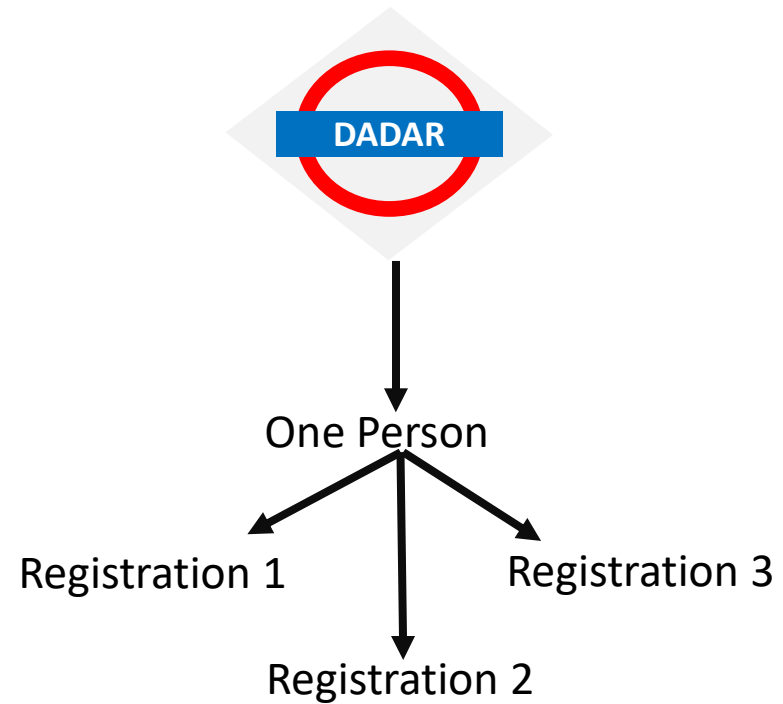 DADAR
One Person
Registration 1
Registration 3
Registration 2